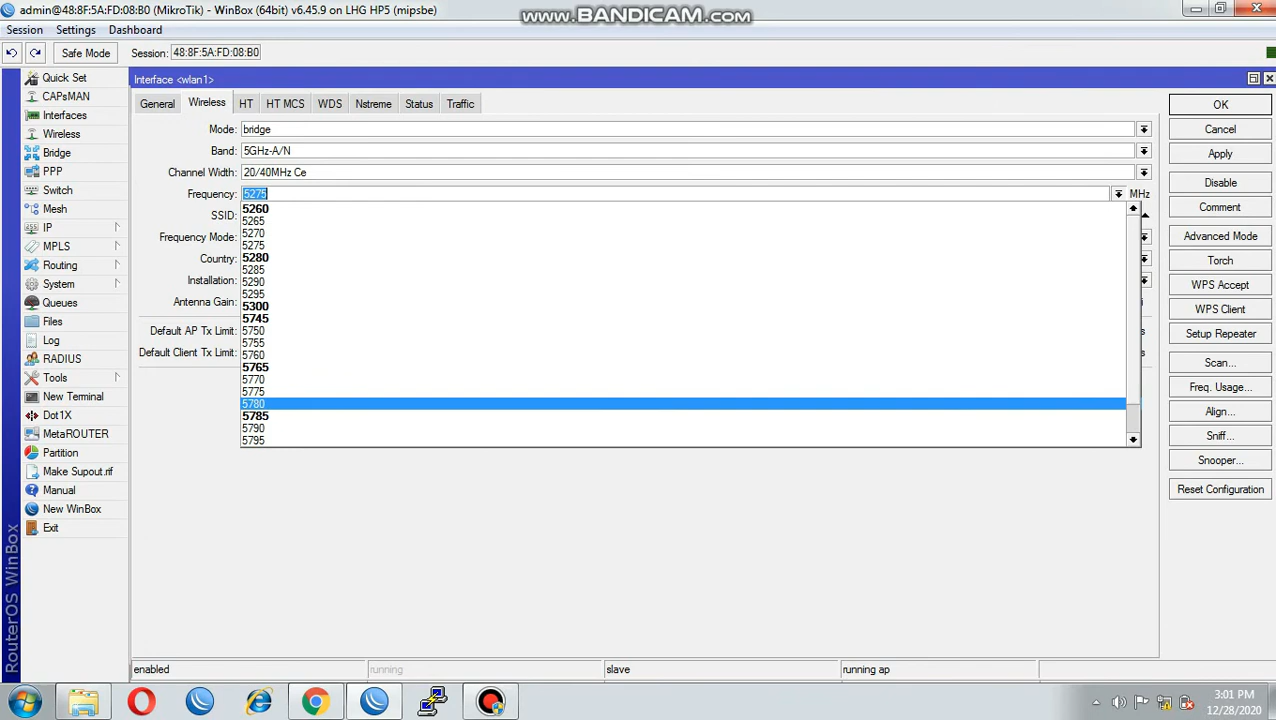 admin@48:8F:5A:FD:08:B0 (MikroTik) - WinBox (64bit) v6.45.9 on LHG HP5 (mipsbe)
www.BANDICAM.com
Session Settings Dashboard
Safe Mode Session: 48:8F:5A:FD:08:B0
Quick Set
CAPsMAN
Interfaces
Wireless
Bridge
PPP
Switch
Mesh
IP
MPLS
Routing
System
Queues
Files
Log
RADIUS
Tools
New Terminal
Dot1X
MetaROUTER
Partition
Make Supout.rif
Manual
New WinBox
Exit
RouterOS WinBox
Interface <wlan1>
General Wireless HT HT MCS WDS Nstreme Status Traffic
Mode: bridge
Band: 5GHz-A/N
Channel Width: 20/40MHz Ce
Frequency: 5275 MHz
SSID:
Frequency Mode:
Country:
Installation:
Antenna Gain:
Default AP Tx Limit:
Default Client Tx Limit:
5260
5265
5270
5275
5280
5285
5290
5295
5300
5745
5750
5755
5760
5765
5770
5775
5780
5785
5790
5795
OK
Cancel
Apply
Disable
Comment
Advanced Mode
Torch
WPS Accept
WPS Client
Setup Repeater
Scan...
Freq. Usage...
Align...
Sniff...
Snooper...
Reset Configuration
enabled running slave running ap
3:01 PM
12/28/2020